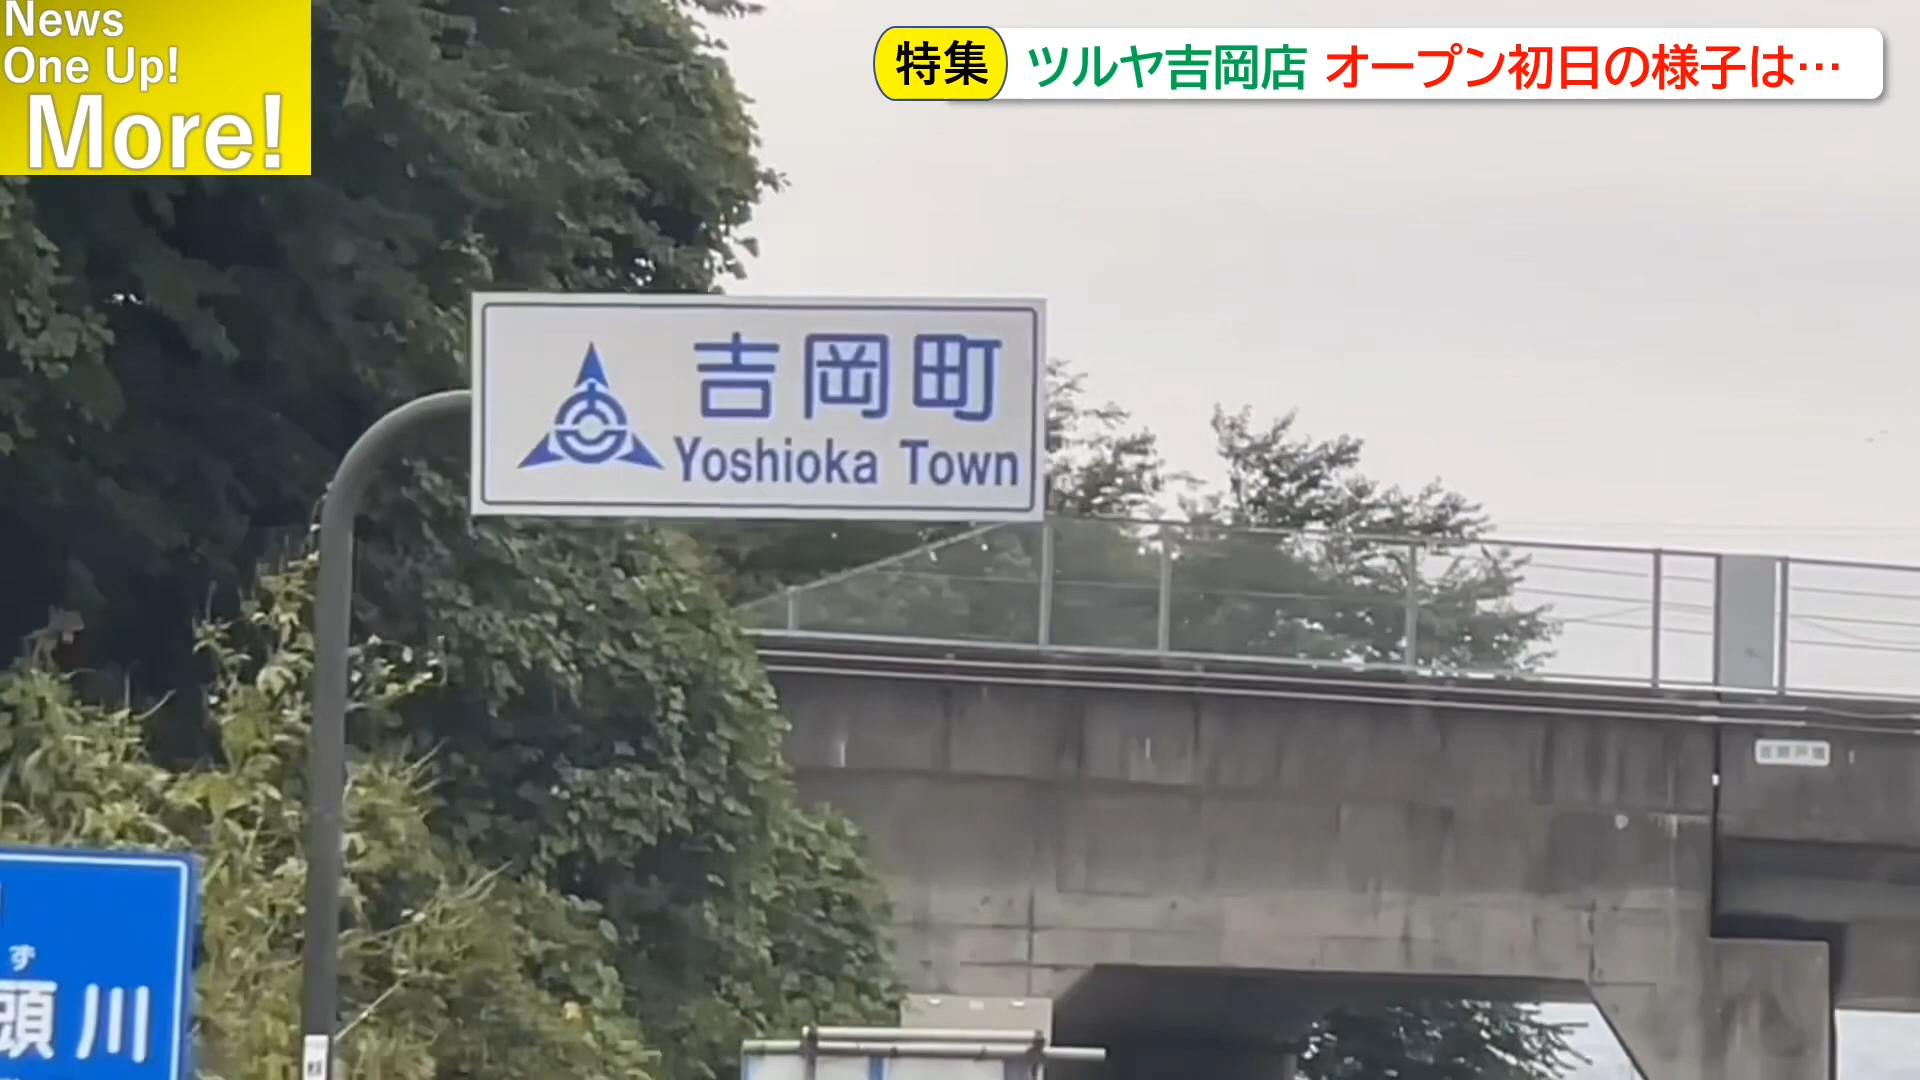 News
One Up!
More!
特集 ツルヤ吉岡店 オープン初日の様子は…
吉岡町
Yoshioka Town
ず
頭川